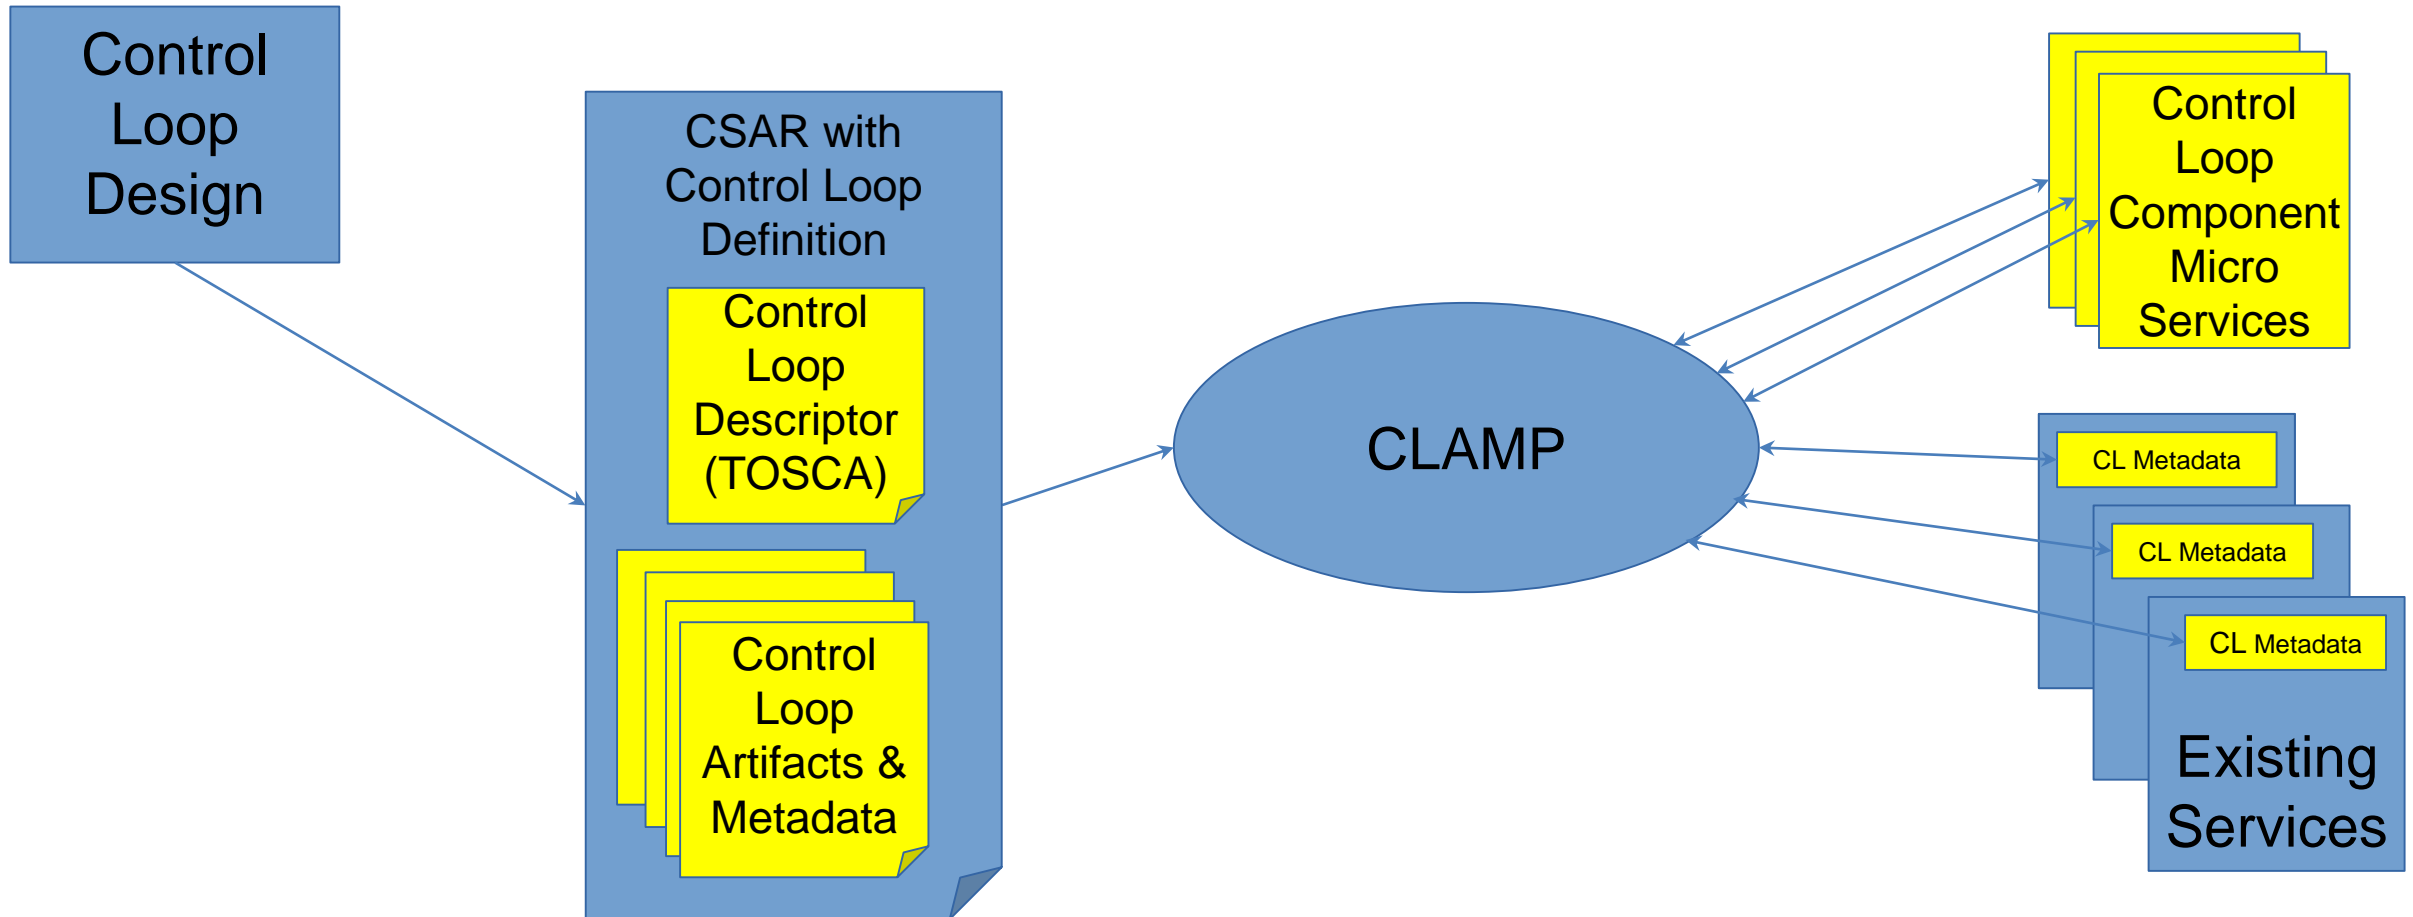 Control
Loop
Design
CSAR with
Control Loop
Definition
Control
Loop
Descriptor
(TOSCA)
Control
Loop
Artifacts &
Metadata
CLAMP
Control
Loop
Component
Micro
Services
CL Metadata
CL Metadata
CL Metadata
Existing
Services